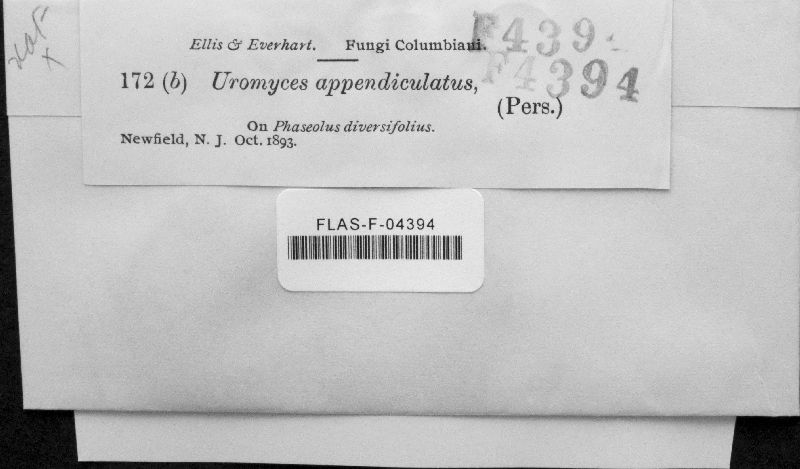 Ellis & Everhart. Fungi Columbiani.
F439
F4394
172 (b) Uromyces appendiculatus,
(Pers.)
On Phaseolus diversifolius.
Newfield, N. J. Oct. 1893.
FLAS-F-04394